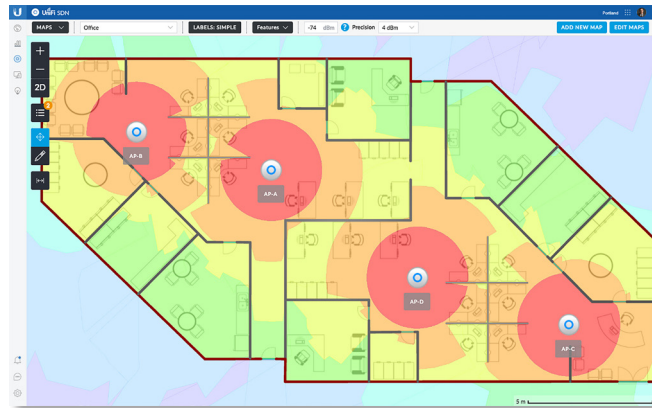 U UniFi SDN Portland
MAPS Office LABELS: SIMPLE Features -74 dBm ? Precision 4 dBm ADD NEW MAP EDIT MAPS
+
−
2D
2
AP-B
AP-A
AP-D
AP-C
5 m